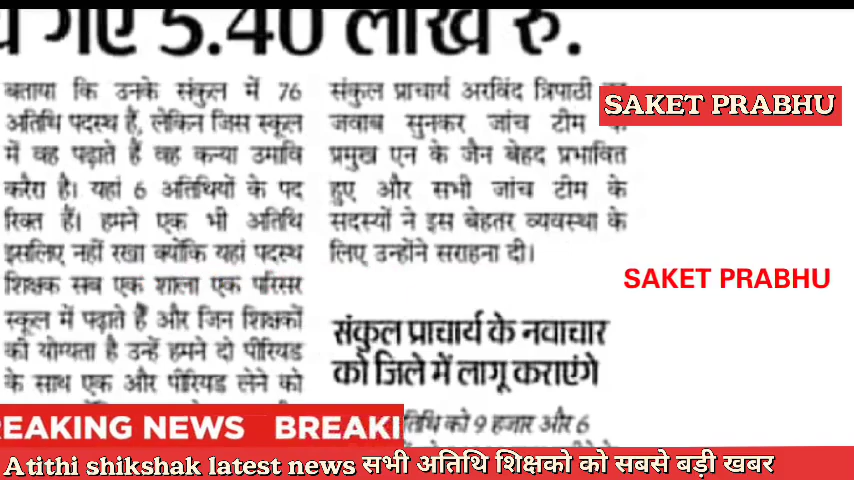 गए 5.40 लाख रु.
बताया कि उनके संकुल में 76
अतिथि पदस्थ हैं, लेकिन जिस स्कूल
में वह पढ़ाते हैं वह कन्या उमावि
करैरा है। यहां 6 अतिथियों के पद
रिक्त हैं। हमने एक भी अतिथि
इसलिए नहीं रखा क्योंकि यहां पदस्थ
शिक्षक सब एक शाला एक परिसर
स्कूल में पढ़ाते हैं और जिन शिक्षकों
की योग्यता है उन्हें हमने दो पीरियड
के साथ एक और पीरियड लेने को
संकुल प्राचार्य अरविंद त्रिपाठी
जवाब सुनकर जांच टीम के
प्रमुख एन के जैन बेहद प्रभावित
हुए और सभी जांच टीम के
सदस्यों ने इस बेहतर व्यवस्था के
लिए उन्होंने सराहना दी।
संकुल प्राचार्य के नवाचार
को जिले में लागू कराएंगे
को 9 हजार और 6
SAKET PRABHU
SAKET PRABHU
REAKING NEWS BREAKI
Atithi shikshak latest news सभी अतिथि शिक्षको को सबसे बड़ी खबर